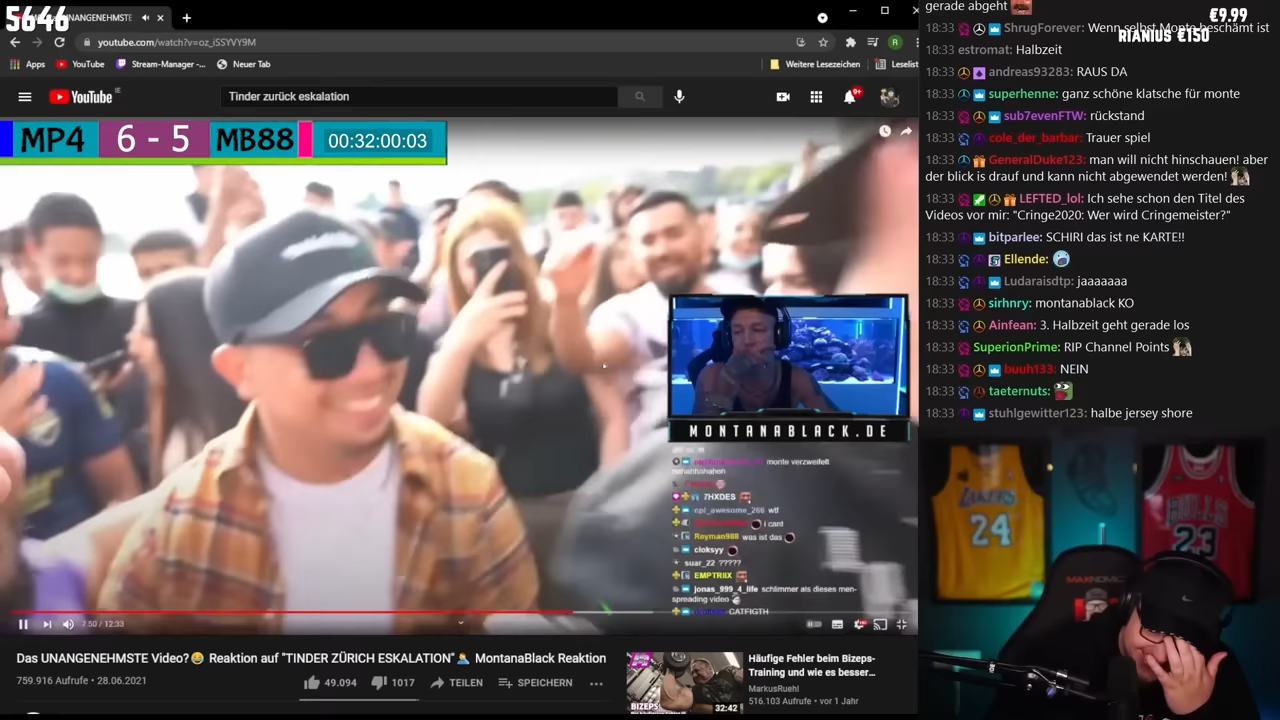 5646
UNANGENEHMSTE
youtube.com/watch?v=oz_iSSYVY9M
Apps
YouTube
Stream-Manager -...
Neuer Tab
Weitere Lesezeichen
Leselist
YouTube IE
Tinder zurück eskalation
9+
MP4 6 - 5 MB88 00:32:00:03
MONTANABLACK.DE
monte verzweifelt
7HXDES
cpl_awesome_266 wtf
i cant
Reyman988 was ist das
cloksyy
suar_22 ?????
EMPTRIIX
jonas_999_4_life schlimmer als dieses men-
spreading video
CATFIGTH
7:50 / 12:33
Das UNANGENEHMSTE Video?😂 Reaktion auf "TINDER ZÜRICH ESKALATION"🤦‍♂️ MontanaBlack Reaktion
759.916 Aufrufe • 28.06.2021
49.094
1017
TEILEN
SPEICHERN
BIZEPS
32:42
Häufige Fehler beim Bizeps-
Training und wie es besser...
MarkusRuehl
516.103 Aufrufe • vor 1 Jahr
gerade abgeht
€9.99
RIANIUS €150
18:33 ShrugForever: Wenn selbst Monte beschämt ist
18:33 estromat: Halbzeit
18:33 andreas93283: RAUS DA
18:33 superhenne: ganz schöne klatsche für monte
18:33 sub7evenFTW: rückstand
18:33 cole_der_barbar: Trauer spiel
18:33 GeneralDuke123: man will nicht hinschauen! aber
der blick is drauf und kann nicht abgewendet werden!
18:33 LEFTED_lol: Ich sehe schon den Titel des
Videos vor mir: "Cringe2020: Wer wird Cringemeister?"
18:33 bitparlee: SCHIRI das ist ne KARTE!!
18:33 Ellende:
18:33 Ludaraisdtp: jaaaaaaa
18:33 sirhnry: montanablack KO
18:33 Ainfean: 3. Halbzeit geht gerade los
18:33 SuperionPrime: RIP Channel Points
18:33 buuh133: NEIN
18:33 taeternuts:
18:33 stuhlgewitter123: halbe jersey shore
LAKERS
24
BULLS
23
MAXNOMIC